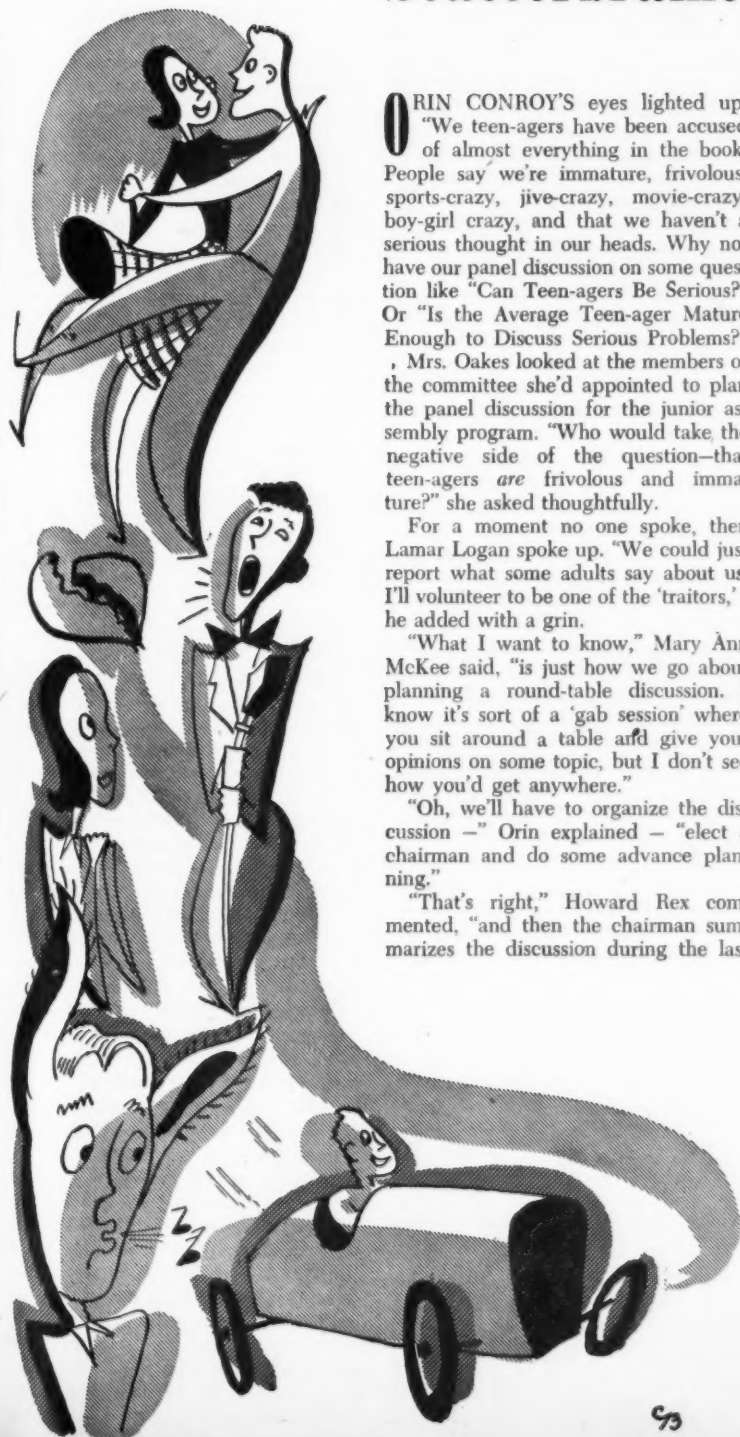 ORIN CONROY'S eyes lighted up
"We teen-agers have been accused
of almost everything in the book
People say we're immature, frivolous
sports-crazy, jive-crazy, movie-crazy
boy-girl crazy, and that we haven't
serious thought in our heads. Why no
have our panel discussion on some ques
tion like "Can Teen-agers Be Serious?
Or "Is the Average Teen-ager Mature
Enough to Discuss Serious Problems?
, Mrs. Oakes looked at the members o
the committee she'd appointed to plan
the panel discussion for the junior as
sembly program. "Who would take the
negative side of the question—tha
teen-agers are frivolous and imma
ture?" she asked thoughtfully.
For a moment no one spoke, then
Lamar Logan spoke up. "We could just
report what some adults say about us
I'll volunteer to be one of the 'traitors,'
he added with a grin.
"What I want to know," Mary Ann
McKee said, "is just how we go about
planning a round-table discussion.
know it's sort of a 'gab session' where
you sit around a table and give you
opinions on some topic, but I don't see
how you'd get anywhere."
"Oh, we'll have to organize the dis
cussion —" Orin explained — "elect
chairman and do some advance plan
ning."
"That's right," Howard Rex com
mented, "and then the chairman sum
marizes the discussion during the las
CB